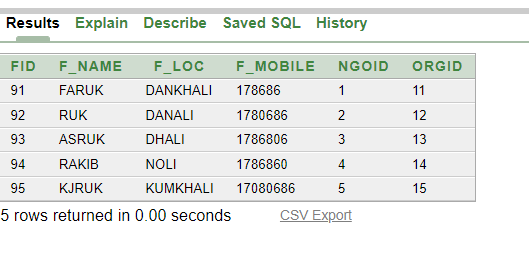 Results Explain Describe Saved SQL History
FID F_NAME F_LOC F_MOBILE NGOID ORGID
91 FARUK DANKHALI 178686 1 11
92 RUK DANALI 1780686 2 12
93 ASRUK DHALI 1786806 3 13
94 RAKIB NOLI 1786860 4 14
95 KJRUK KUMKHALI 17080686 5 15
5 rows returned in 0.00 seconds CSV Export